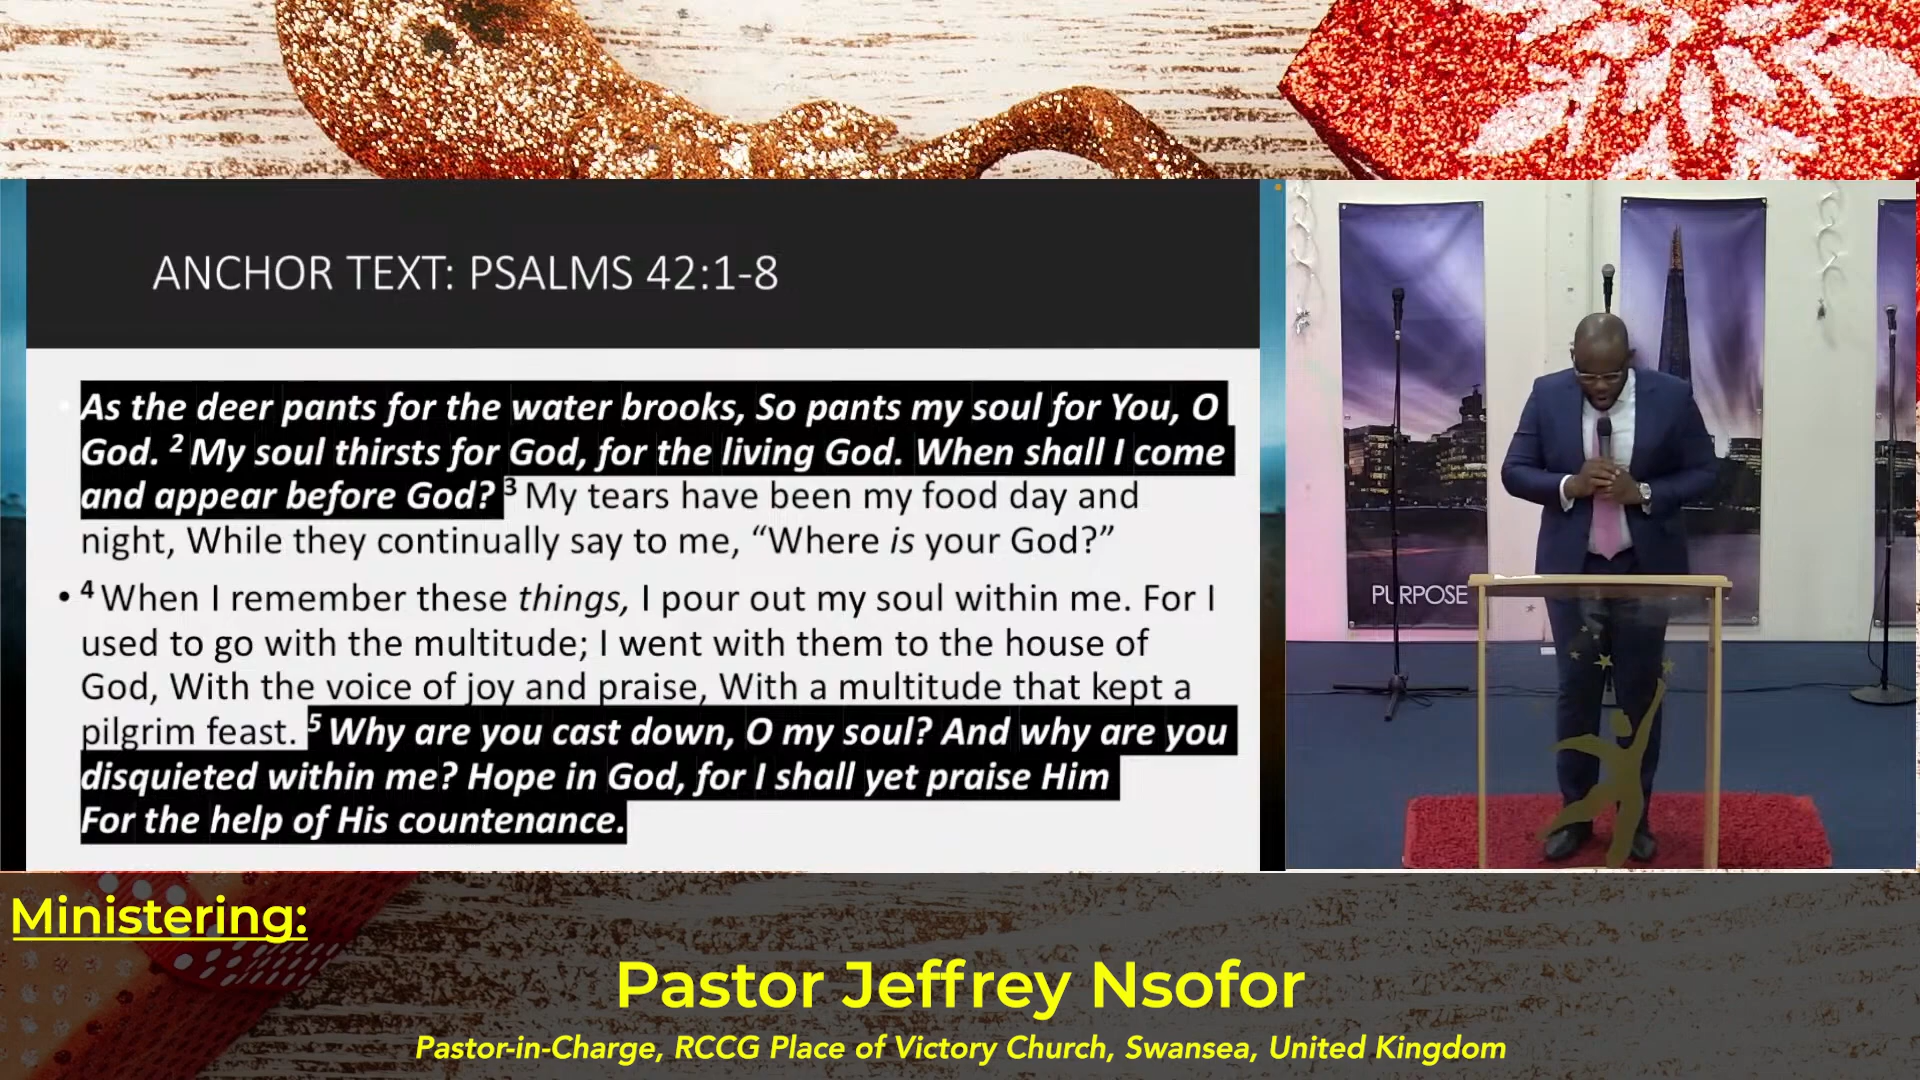 ANCHOR TEXT: PSALMS 42:1-8
As the deer pants for the water brooks, So pants my soul for You, O
God. ² My soul thirsts for God, for the living God. When shall I come
and appear before God? ³ My tears have been my food day and
night, While they continually say to me, “Where is your God?”
• ⁴ When I remember these things, I pour out my soul within me. For I
used to go with the multitude; I went with them to the house of
God, With the voice of joy and praise, With a multitude that kept a
pilgrim feast. ⁵ Why are you cast down, O my soul? And why are you
disquieted within me? Hope in God, for I shall yet praise Him
For the help of His countenance.
PURPOSE
Ministering:
Pastor Jeffrey Nsofor
Pastor-in-Charge, RCCG Place of Victory Church, Swansea, United Kingdom